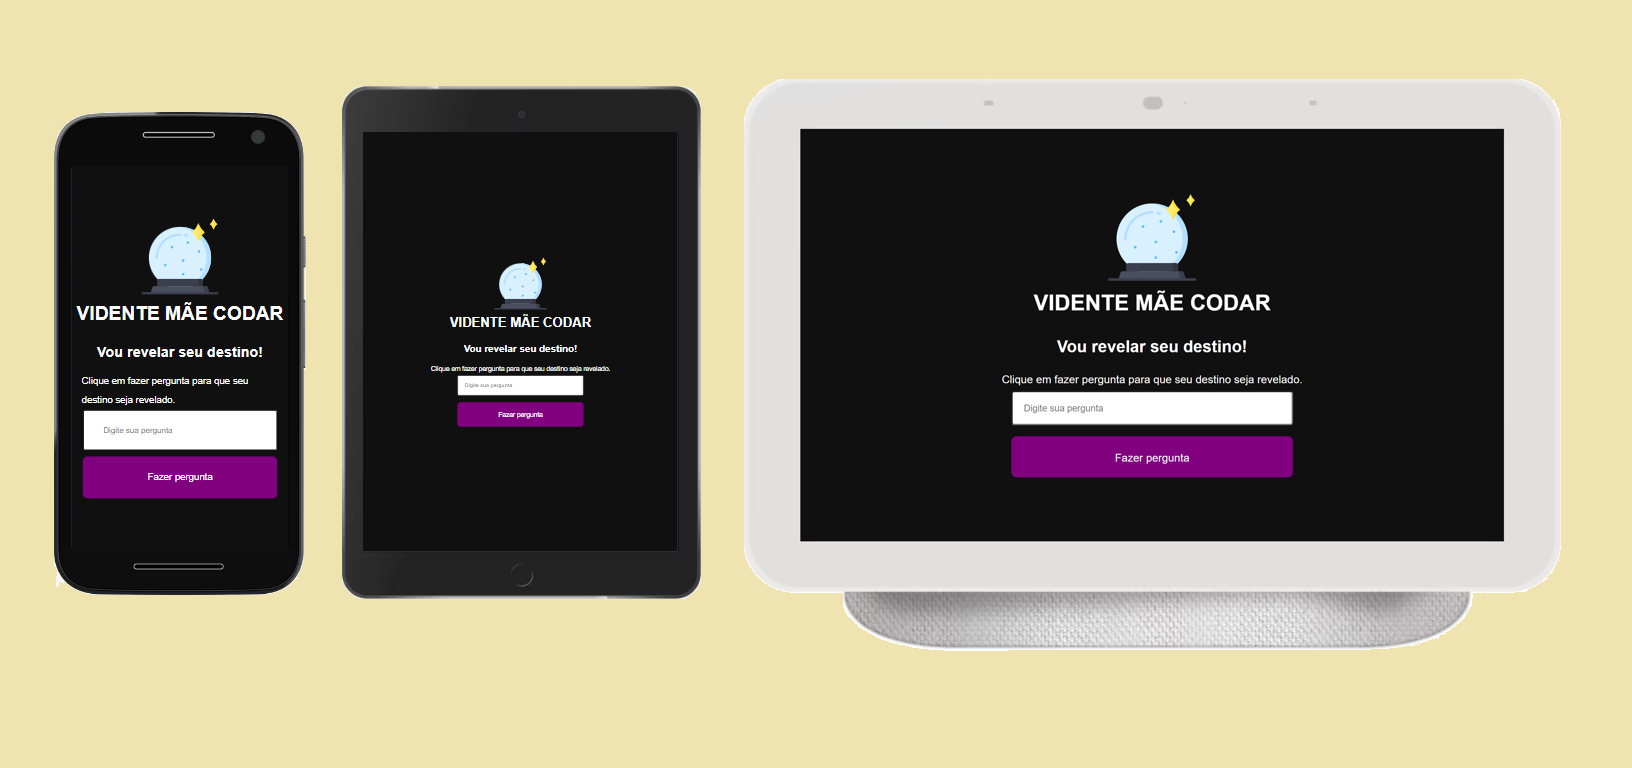 VIDENTE MÃE CODAR
Vou revelar seu destino!
Clique em fazer pergunta para que seu
destino seja revelado.
Digite sua pergunta
Fazer pergunta
VIDENTE MÃE CODAR
Vou revelar seu destino!
Clique em fazer pergunta para que seu destino seja revelado.
Digite sua pergunta
Fazer pergunta
VIDENTE MÃE CODAR
Vou revelar seu destino!
Clique em fazer pergunta para que seu destino seja revelado.
Digite sua pergunta
Fazer pergunta